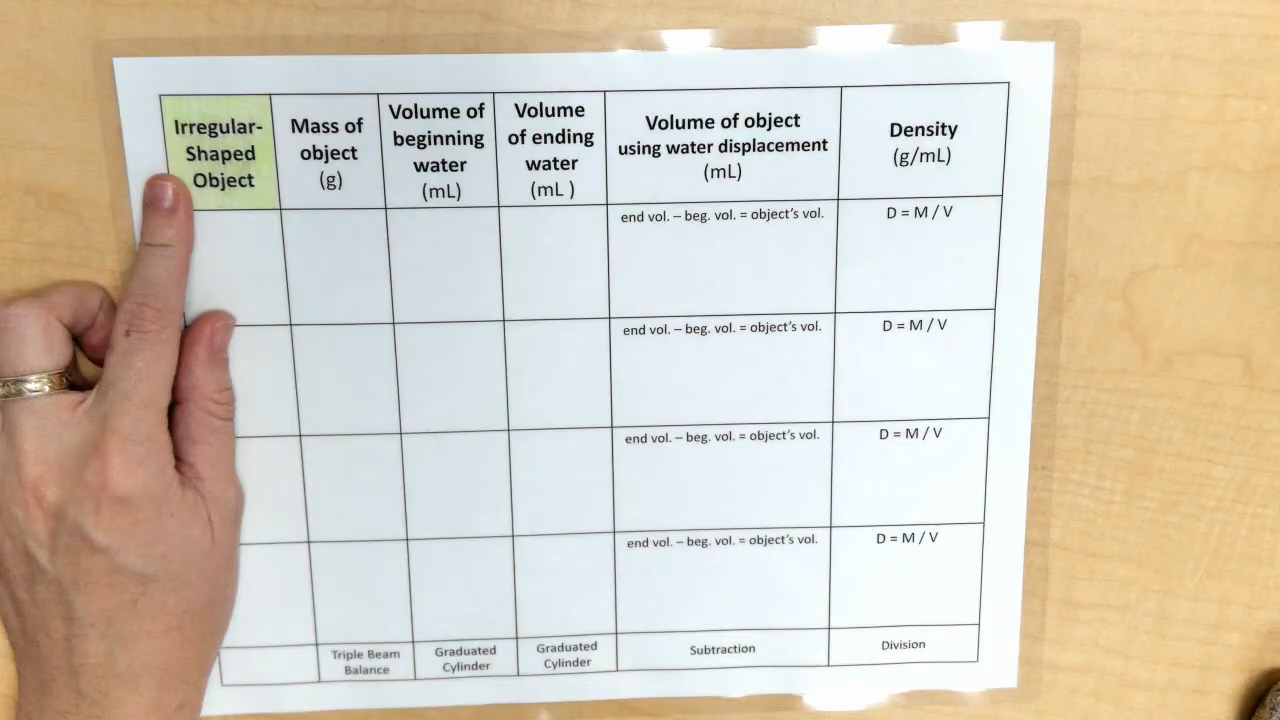 Irregular-
Shaped
Object
Mass of
object
(g)
Volume of
beginning
water
(mL)
Volume
of ending
water
(mL )
Volume of object
using water displacement
(mL)
Density
(g/mL)
end vol. – beg. vol. = object's vol.
D = M / V
end vol. – beg. vol. = object's vol.
D = M / V
end vol. – beg. vol. = object's vol.
D = M / V
end vol. – beg. vol. = object's vol.
D = M / V
Triple Beam
Balance
Graduated
Cylinder
Graduated
Cylinder
Subtraction
Division